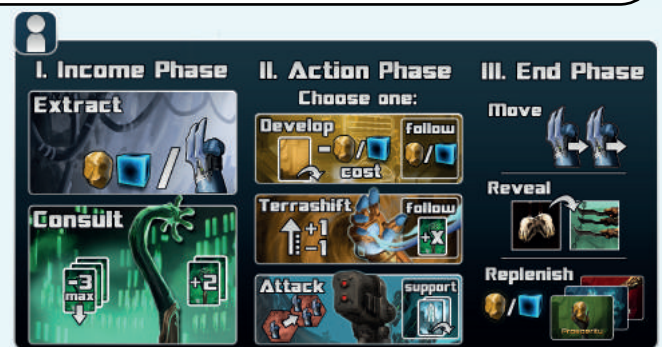 I. Income Phase
Extract
/
Consult
-3
max
+2
II. Action Phase
Choose one:
Develop
- /
cost
follow
/
Terrashift
+1
-1
follow
+X
Attack
support
III. End Phase
Move
Reveal
Replenish
/
Prosperity